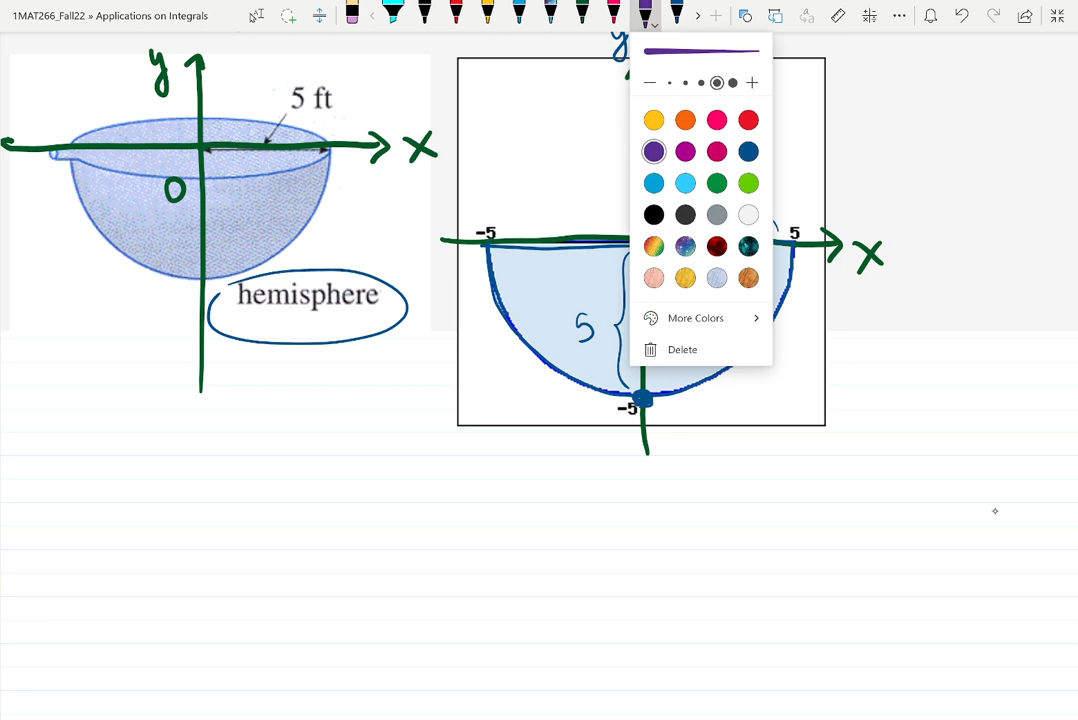 1MAT266_Fall22 » Applications on Integrals
y
5 ft
x
0
hemisphere
y
-5
5
x
5
-5
More Colors
Delete